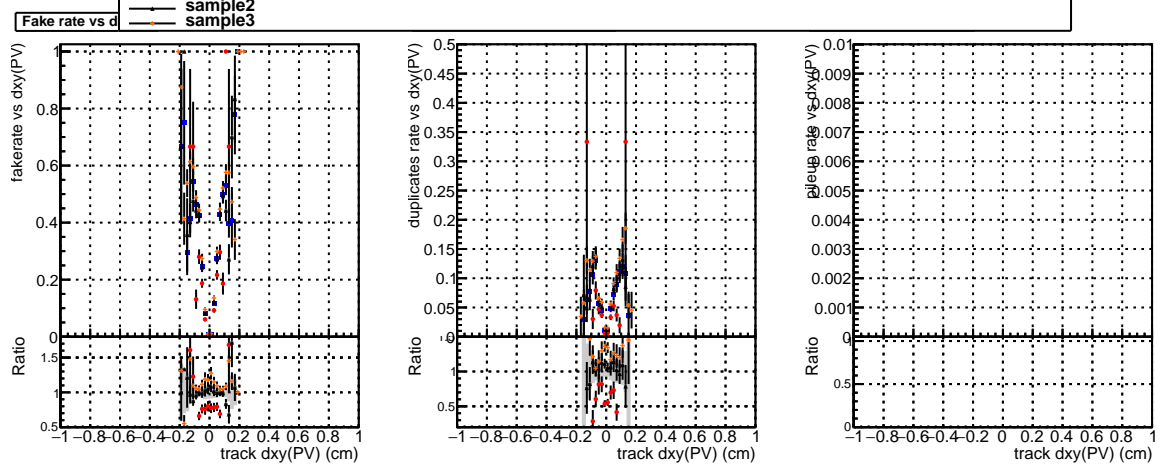 sample2
sample3
Fake rate vs d
fakerate vs dxy(PV)
1
0.8
0.6
0.4
0.2
0
Ratio
1.5
1
0.5
−1 −0.8−0.6−0.4−0.2 0 0.2 0.4 0.6 0.8 1
track dxy(PV) (cm)
duplicates rate vs dxy(PV)
0.5
0.45
0.4
0.35
0.3
0.25
0.2
0.15
0.1
0.05
0
Ratio
1
0.5
−1 −0.8−0.6−0.4−0.2 0 0.2 0.4 0.6 0.8 1
track dxy(PV) (cm)
pileup rate vs dxy(PV)
0.01
0.009
0.008
0.007
0.006
0.005
0.004
0.003
0.002
0.001
0
Ratio
1
0.5
0
−1 −0.8−0.6−0.4−0.2 0 0.2 0.4 0.6 0.8 1
track dxy(PV) (cm)